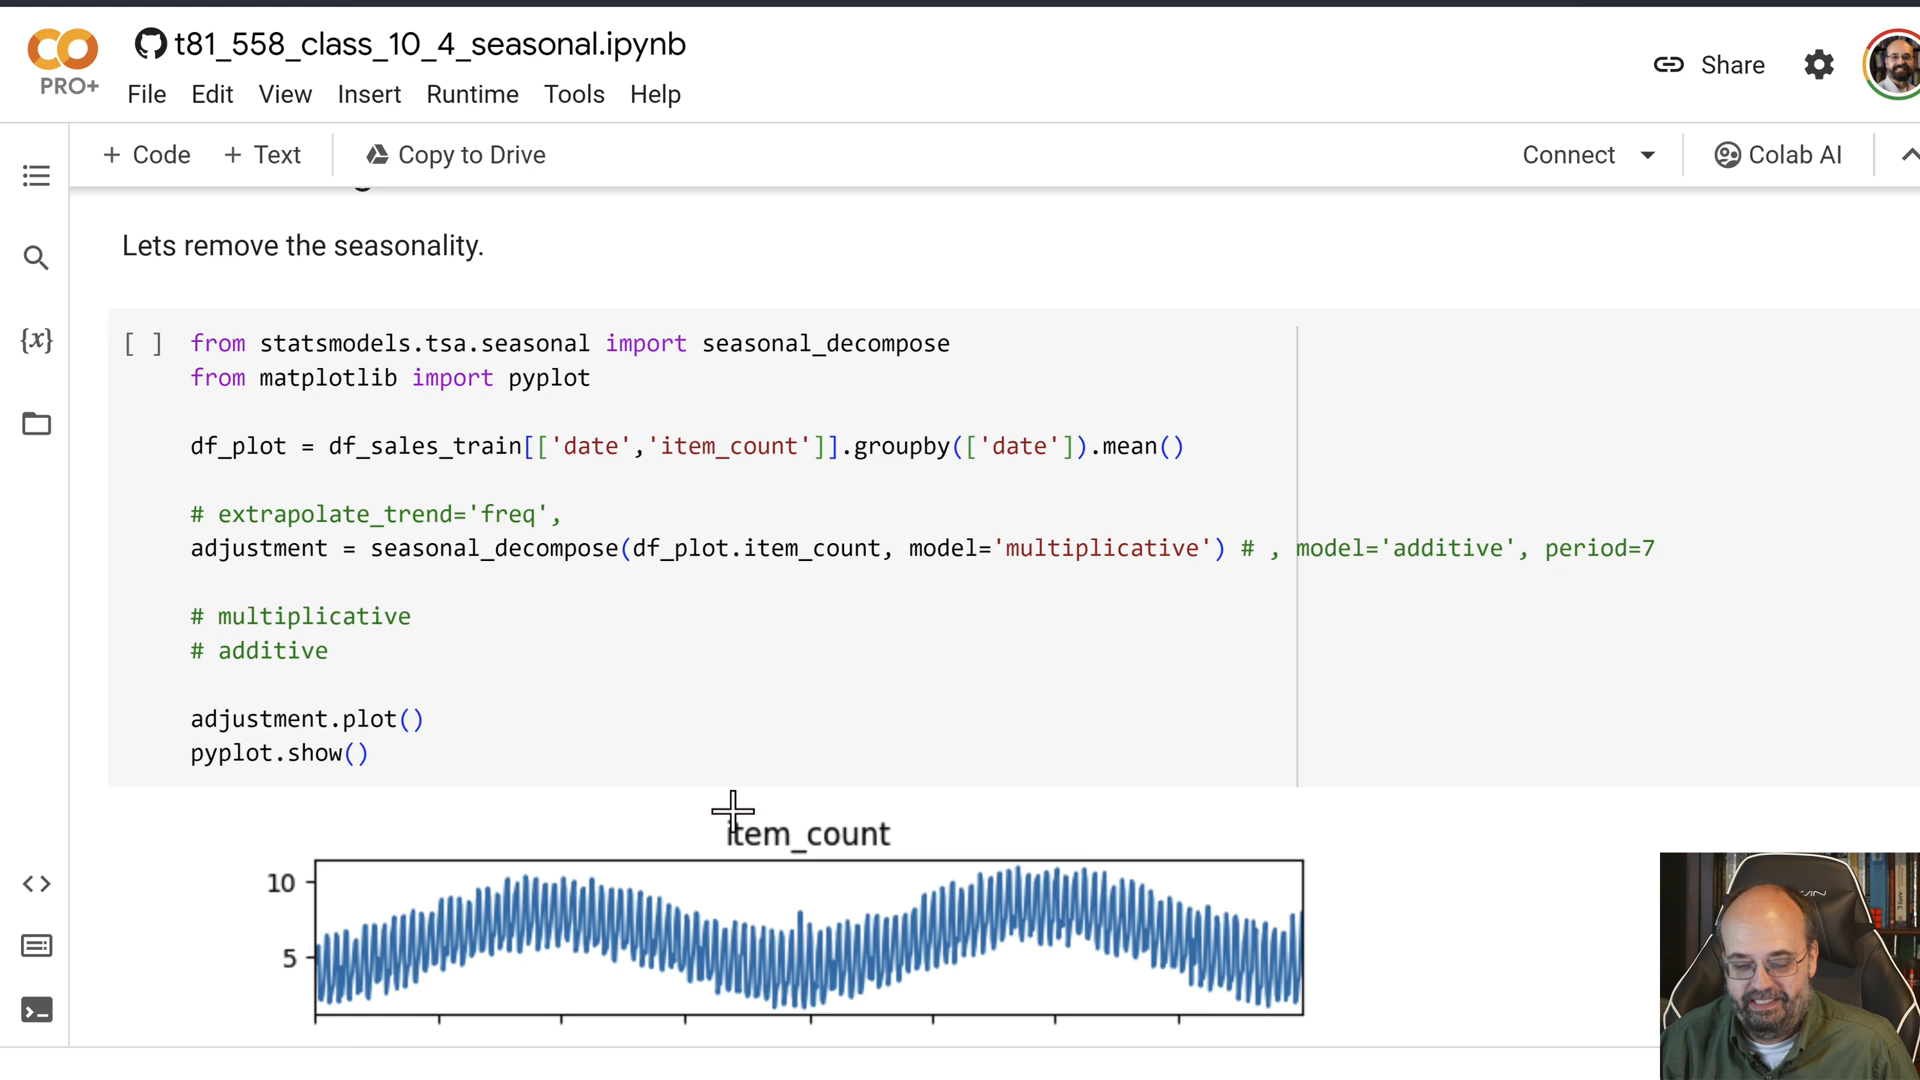 t81_558_class_10_4_seasonal.ipynb
Share
PRO+
File Edit View Insert Runtime Tools Help
+ Code + Text Copy to Drive Connect Colab AI
Lets remove the seasonality.
{x}
[ ] from statsmodels.tsa.seasonal import seasonal_decompose
from matplotlib import pyplot
df_plot = df_sales_train[['date','item_count']].groupby(['date']).mean()
# extrapolate_trend='freq',
adjustment = seasonal_decompose(df_plot.item_count, model='multiplicative') # , model='additive', period=7
# multiplicative
# additive
adjustment.plot()
pyplot.show()
item_count
10
5